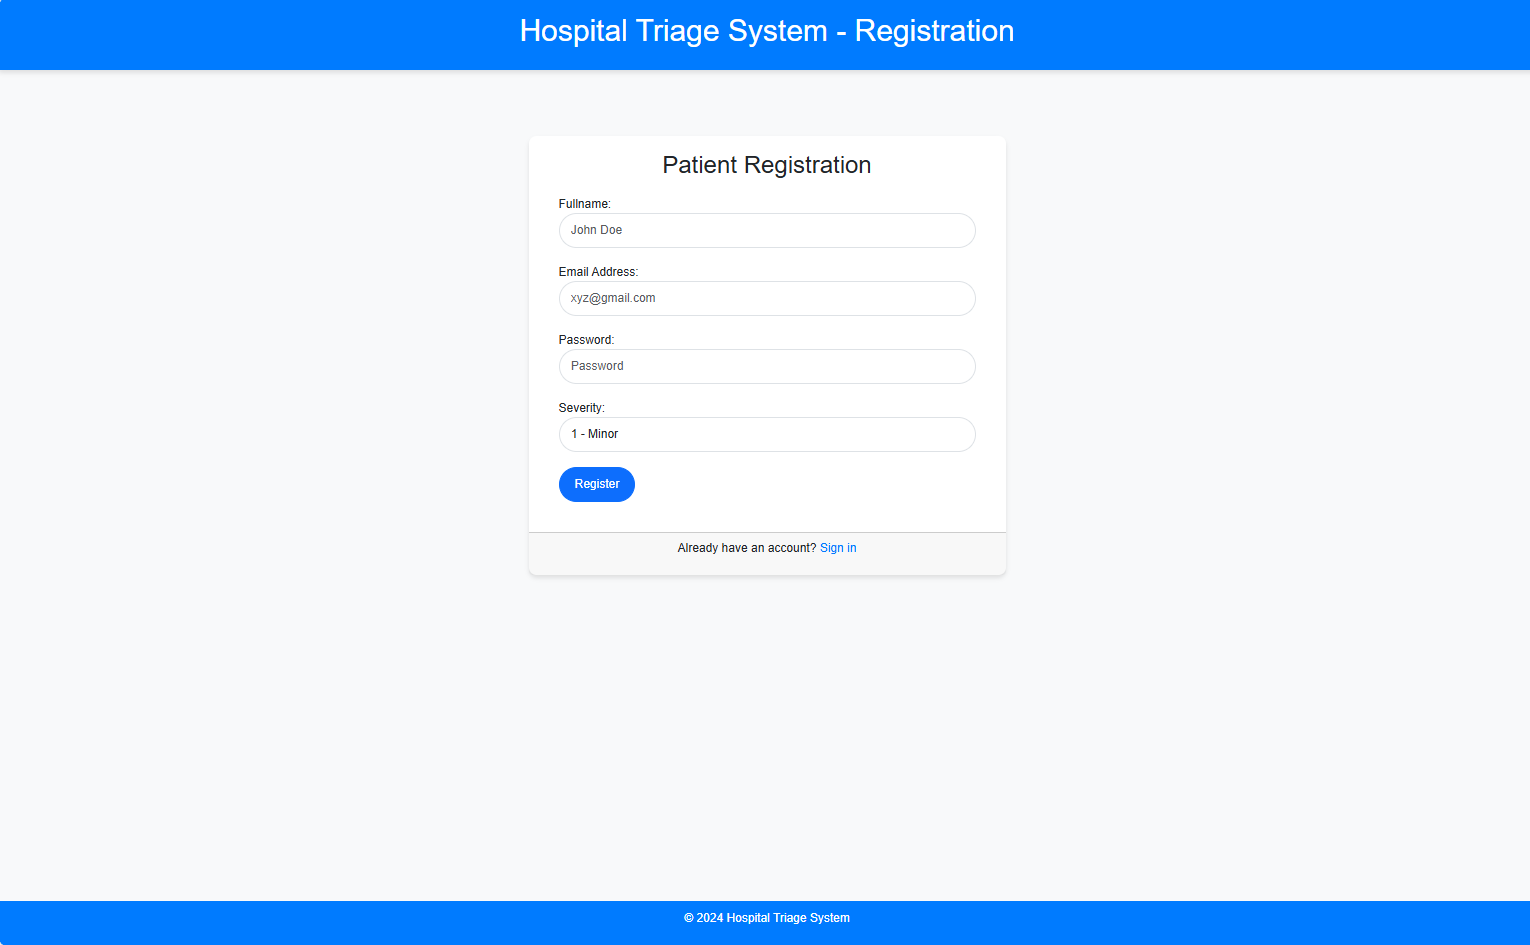 Hospital Triage System - Registration
Patient Registration
Fullname:
John Doe
Email Address:
xyz@gmail.com
Password:
Password
Severity:
1 - Minor
Register
Already have an account? Sign in
© 2024 Hospital Triage System